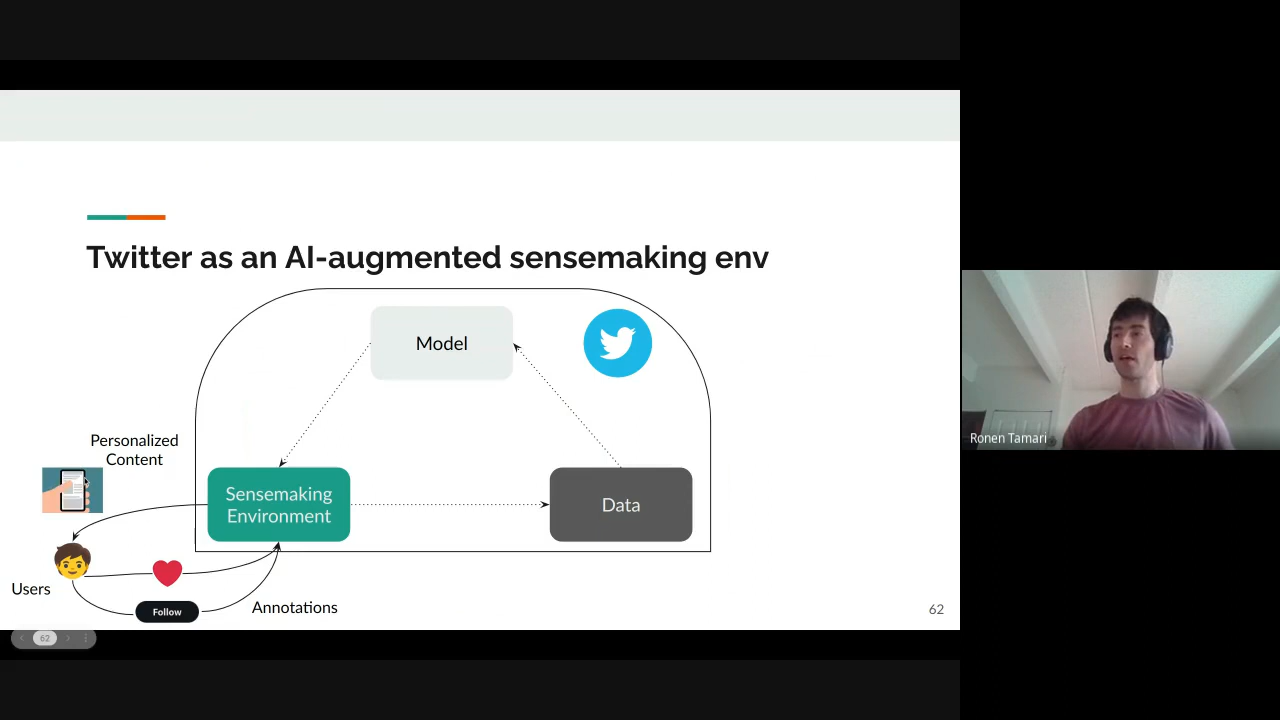 Twitter as an AI-augmented sensemaking env
Model
Personalized
Content
Sensemaking
Environment
Data
Users
Follow
Annotations
62
62
Ronen Tamari